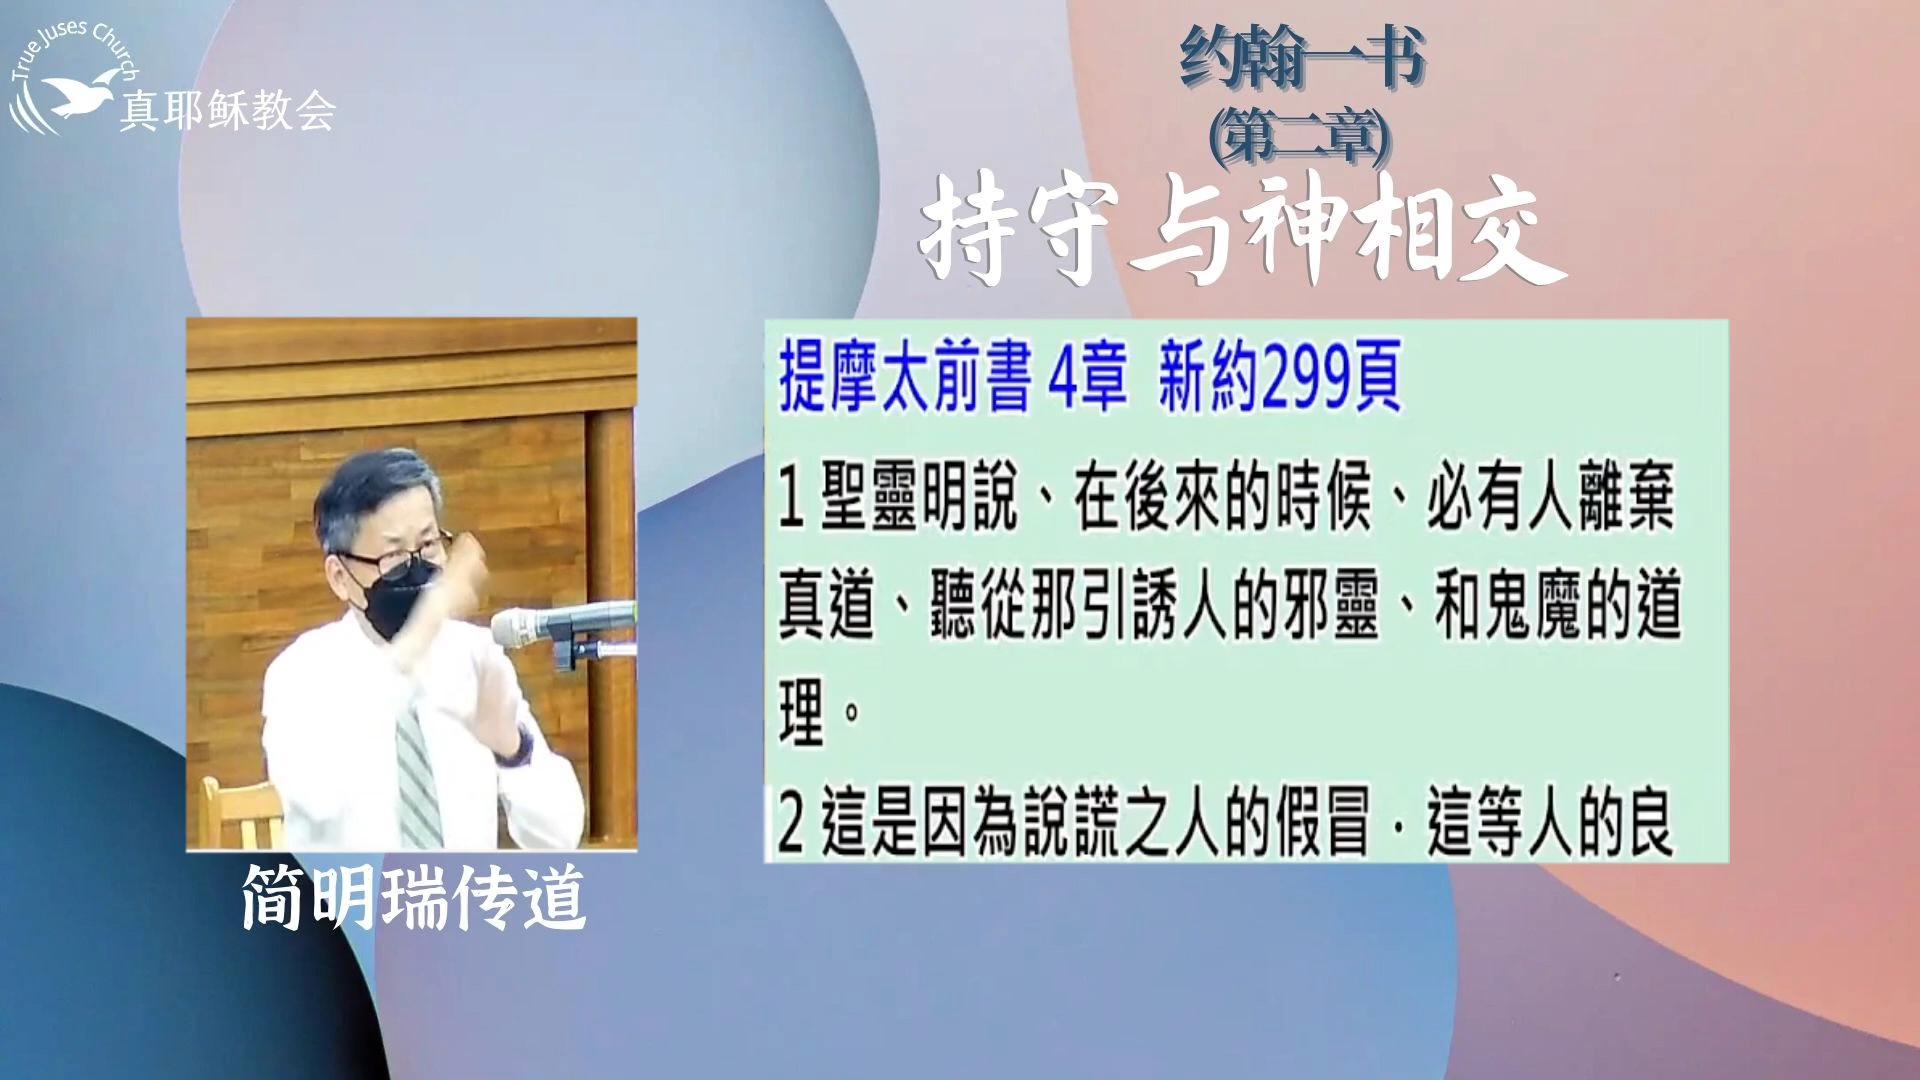 True Juses Church
真耶稣教会
约翰一书
(第二章)
持守与神相交
提摩太前書 4章 新約299頁
1 聖靈明說、在後來的時候、必有人離棄
真道、聽從那引誘人的邪靈、和鬼魔的道
理。
2 這是因為說謊之人的假冒．這等人的良
简明瑞传道